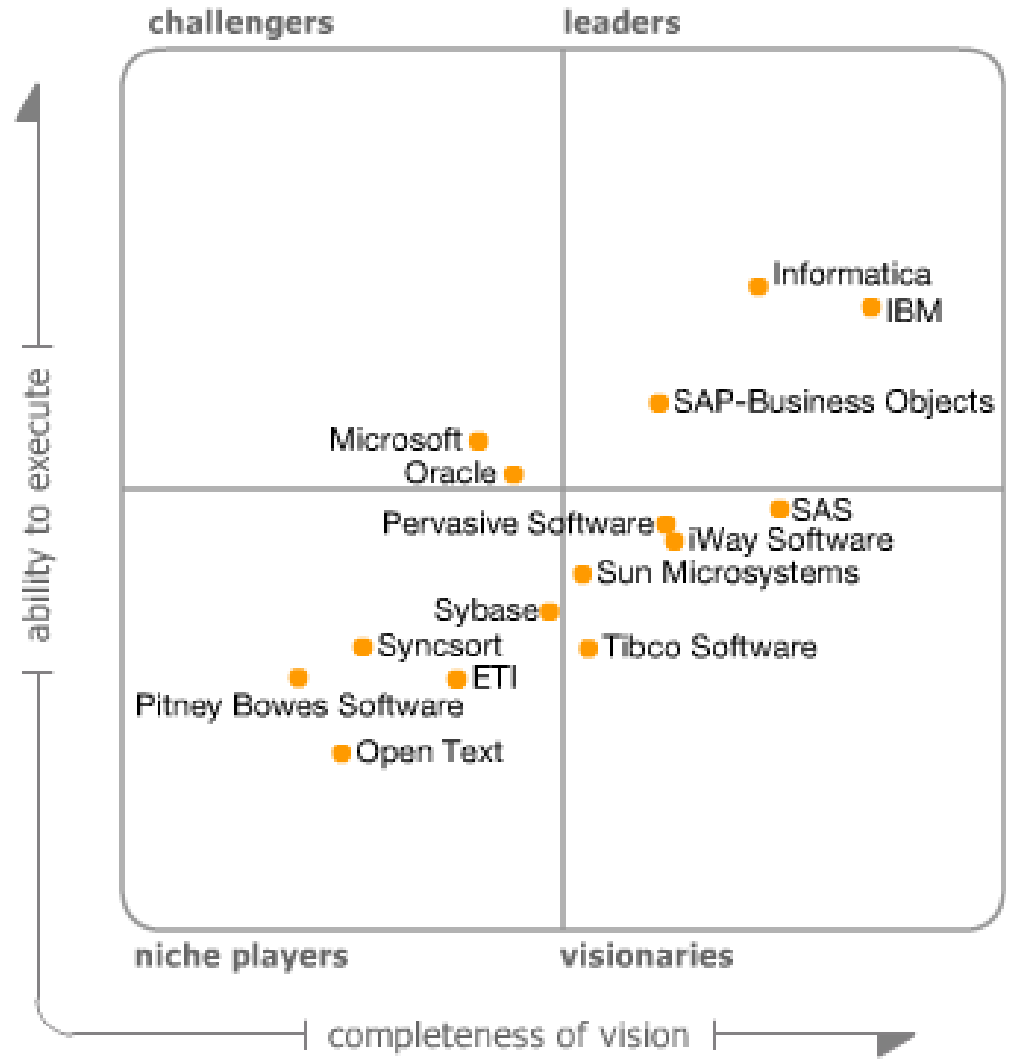 challengers
leaders
Informatica
IBM
SAP-Business Objects
Microsoft
Oracle
ability to execute
SAS
Pervasive Software
iWay Software
Sun Microsystems
Sybase
Syncsort
Tibco Software
ETI
Pitney Bowes Software
Open Text
niche players
visionaries
completeness of vision